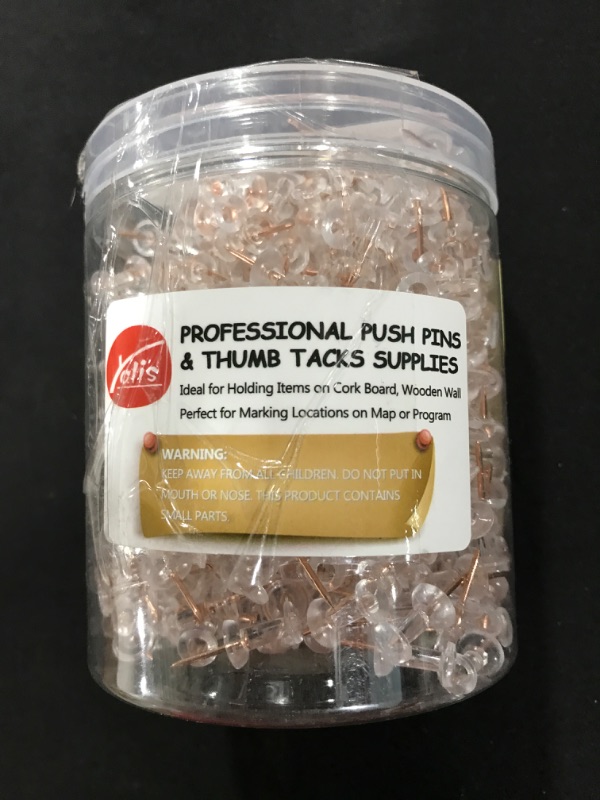 Yalis
PROFESSIONAL PUSH PINS
& THUMB TACKS SUPPLIES
Ideal for Holding Items on Cork Board, Wooden Wall
Perfect for Marking Locations on Map or Program
WARNING:
KEEP AWAY FROM ALL CHILDREN. DO NOT PUT IN
MOUTH OR NOSE. THIS PRODUCT CONTAINS
SMALL PARTS.